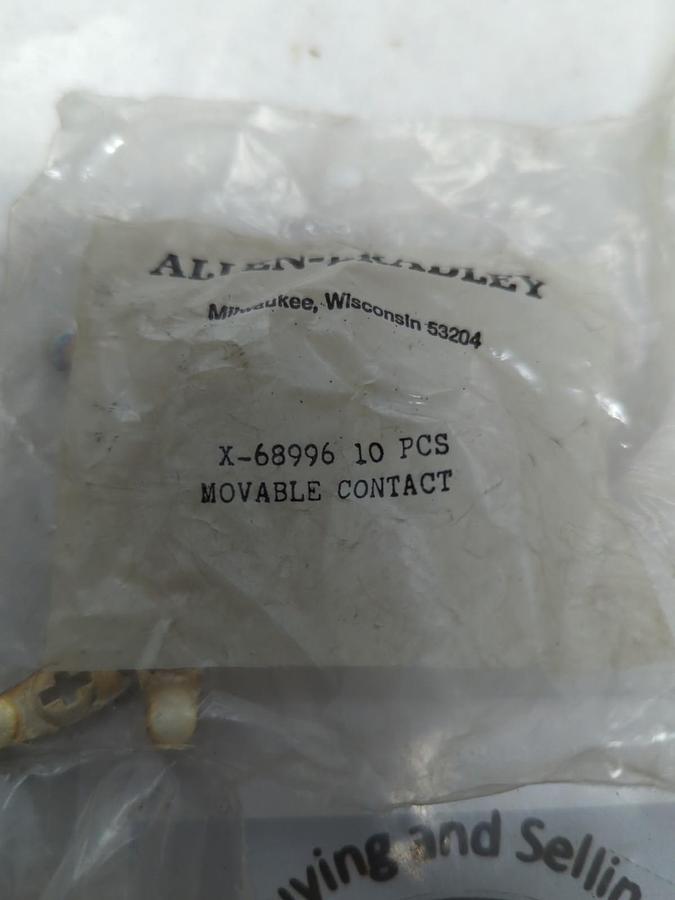 ALLEN-BRADLEY
Milwaukee, Wisconsin 53204
X-68996 10 PCS
MOVABLE CONTACT
and